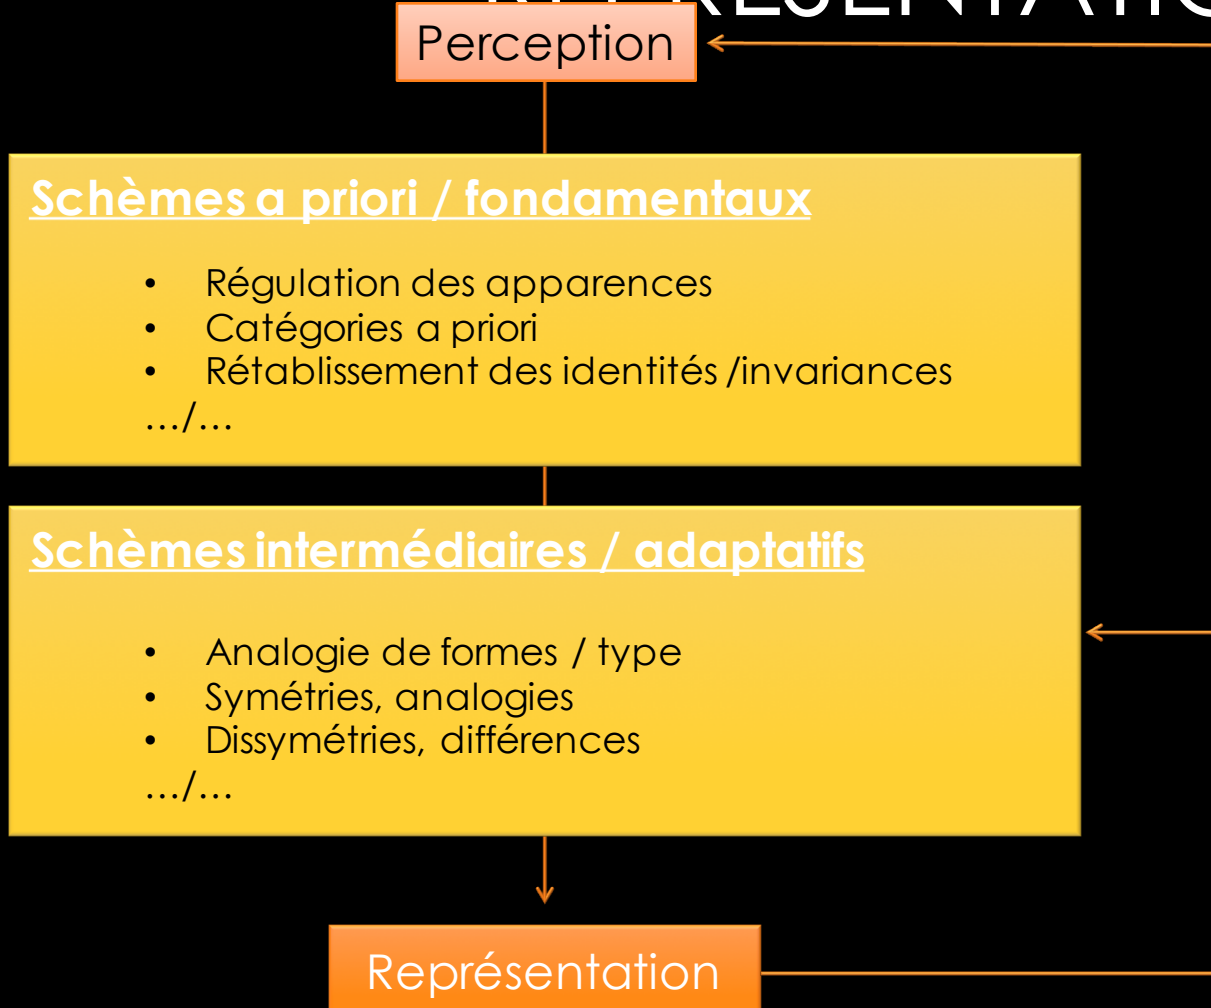 Perception
Schèmes a priori / fondamentaux
• Régulation des apparences
• Catégories a priori
• Rétablissement des identités /invariances
…/…
Schèmes intermédiaires / adaptatifs
• Analogie de formes / type
• Symétries, analogies
• Dissymétries, différences
…/…
Représentation